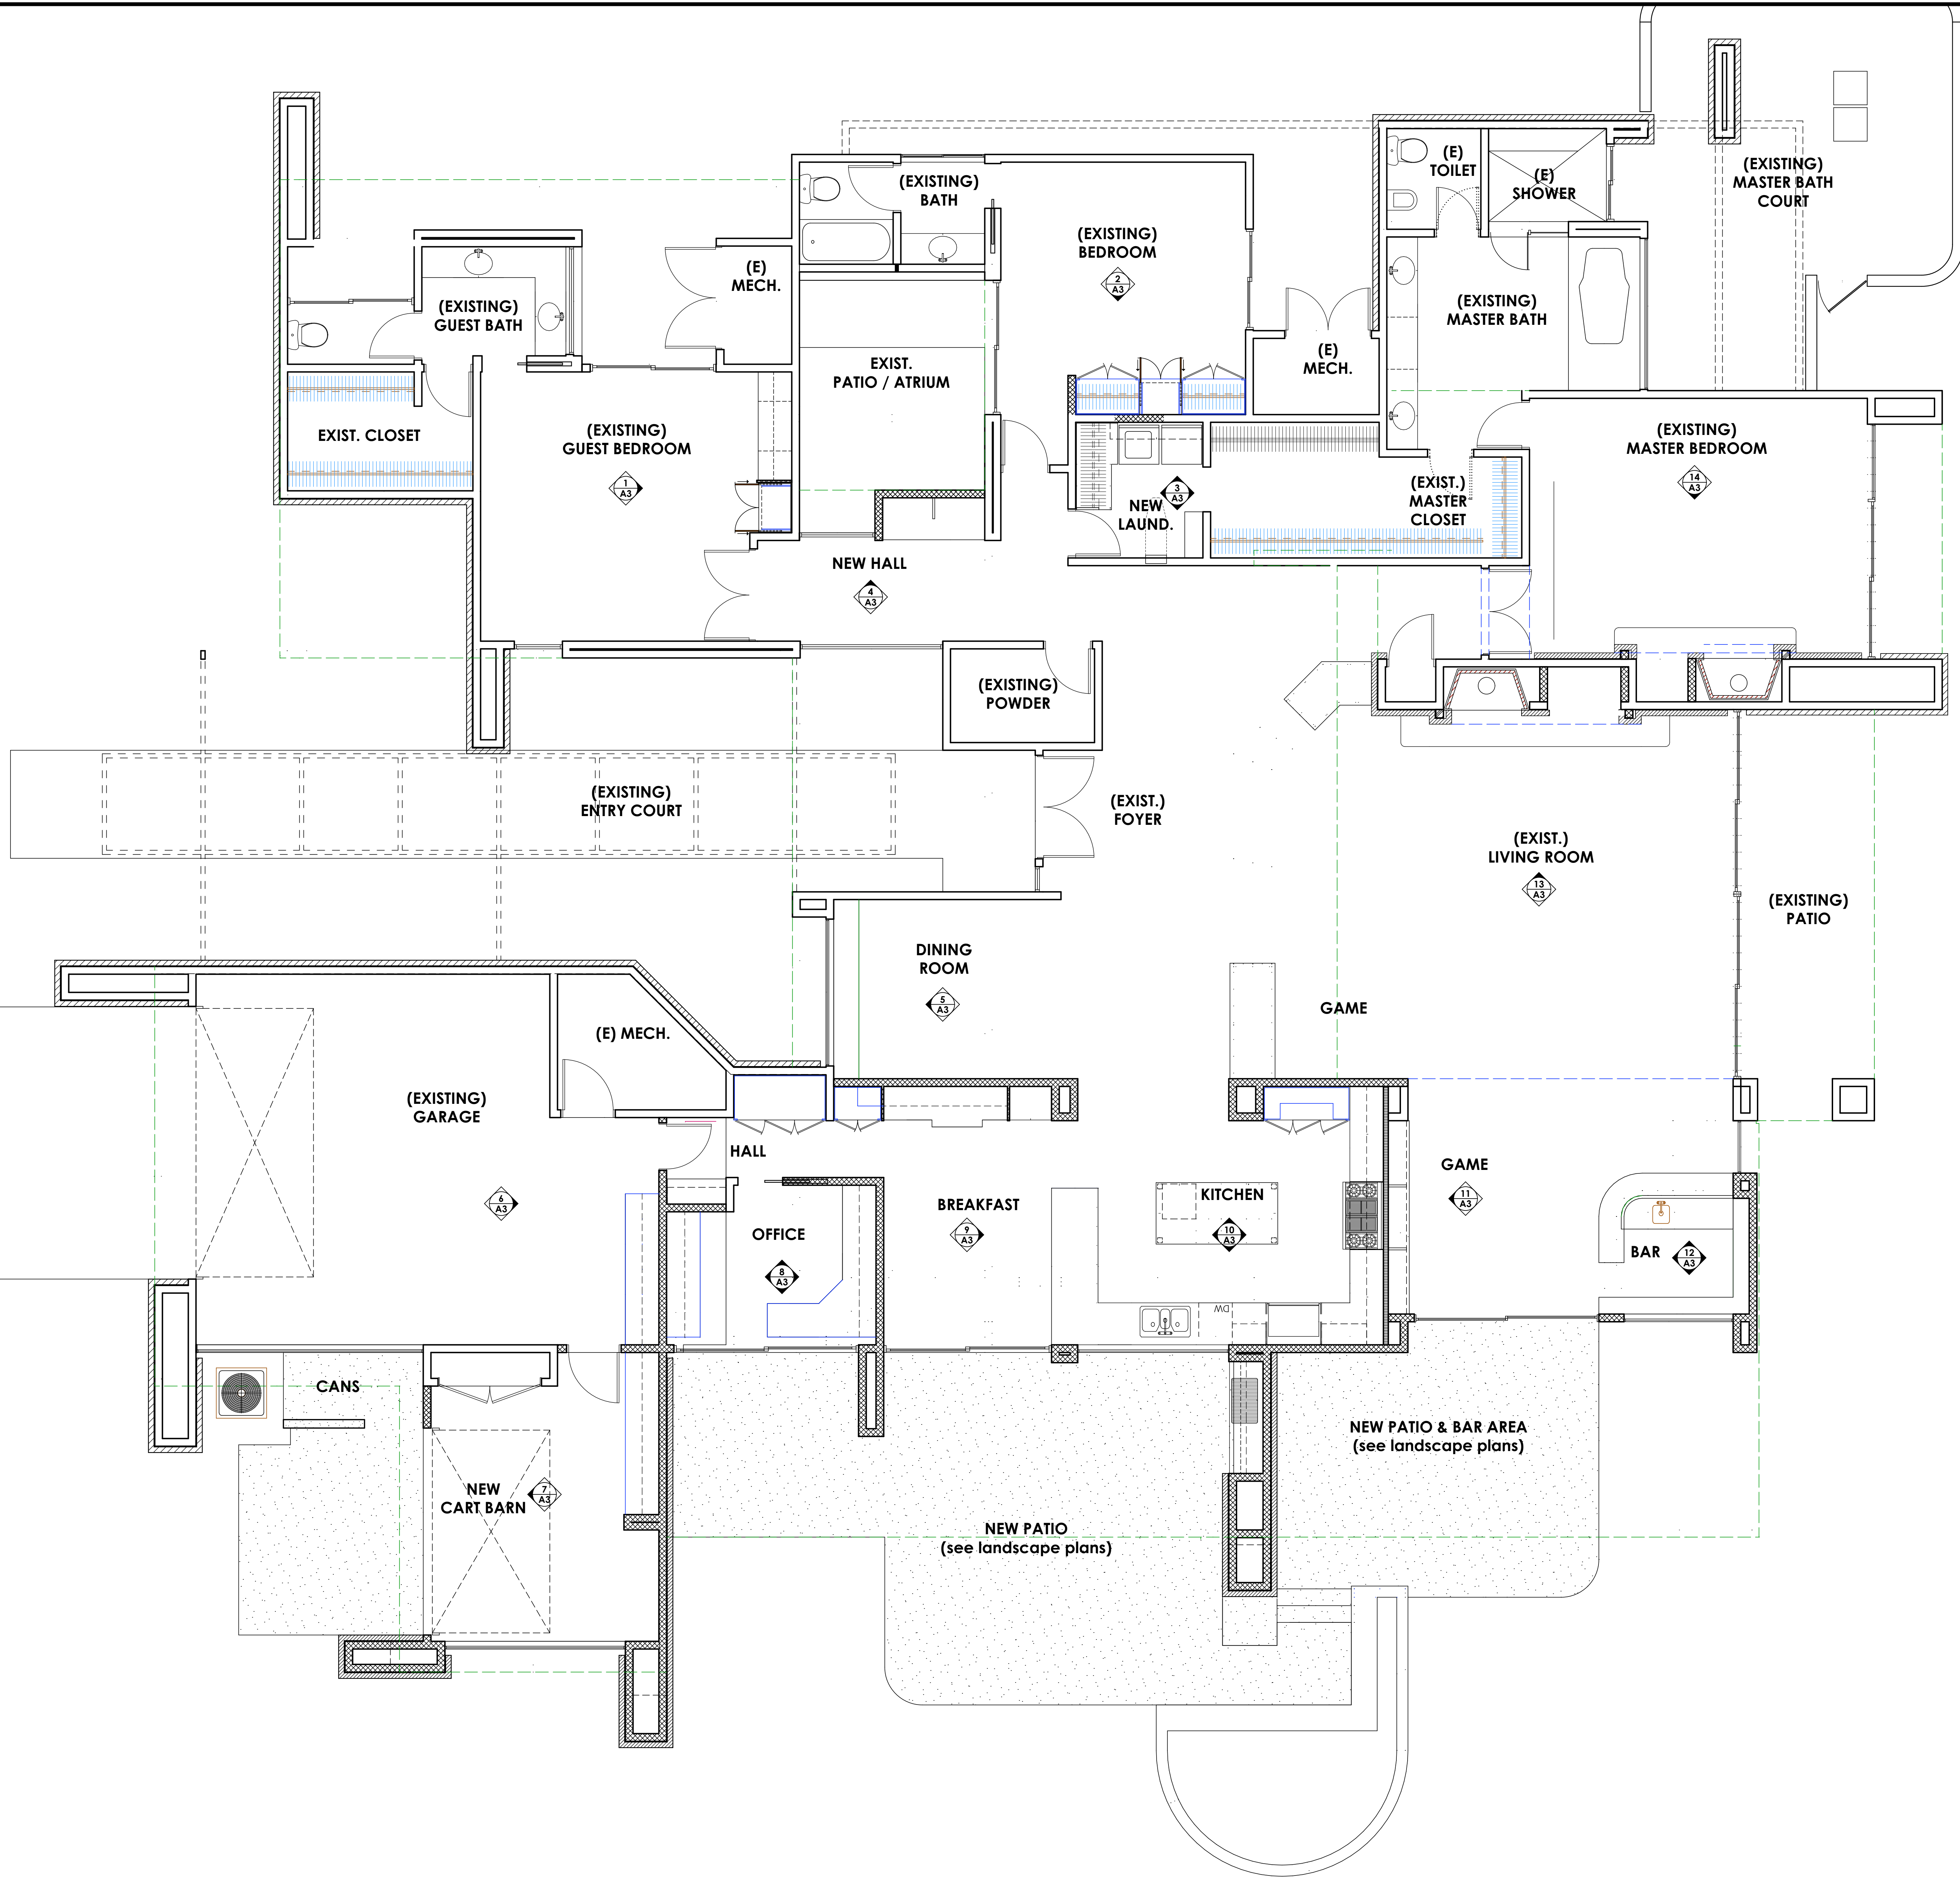 (E)
TOILET
(E)
SHOWER
(EXISTING)
MASTER BATH
COURT
(EXISTING)
BATH
(EXISTING)
BEDROOM
2
A3
(E)
MECH.
(EXISTING)
GUEST BATH
(EXISTING)
MASTER BATH
(E)
MECH.
EXIST.
PATIO / ATRIUM
EXIST. CLOSET
(EXISTING)
GUEST BEDROOM
1
A3
(EXISTING)
MASTER BEDROOM
14
A3
(EXIST.)
MASTER
CLOSET
3
A3
NEW
LAUND.
NEW HALL
4
A3
(EXISTING)
POWDER
(EXISTING)
ENTRY COURT
(EXIST.)
FOYER
(EXIST.)
LIVING ROOM
13
A3
(EXISTING)
PATIO
DINING
ROOM
5
A3
GAME
(E) MECH.
(EXISTING)
GARAGE
6
A3
HALL
OFFICE
8
A3
BREAKFAST
9
A3
KITCHEN
10
A3
GAME
11
A3
BAR
12
A3
DW
CANS
NEW
CART BARN
7
A3
NEW PATIO & BAR AREA
(see landscape plans)
NEW PATIO
(see landscape plans)